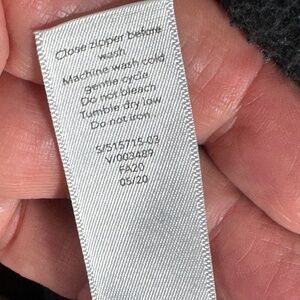 Close zipper before
wash
Machine wash cold
gentle cycle
Do not bleach
Tumble dry low
Do not iron
S/515715-03
V/003489
FA20
05/20